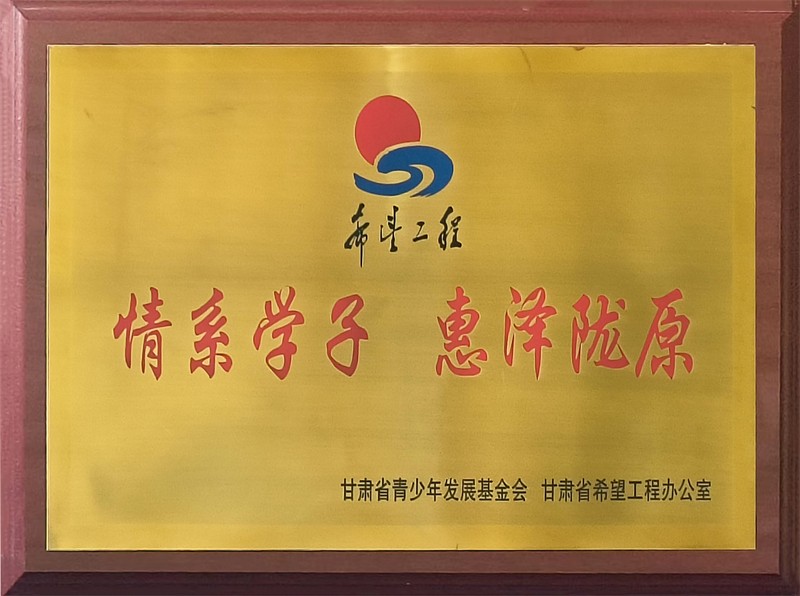 希望工程
情系学子 惠泽陇原
甘肃省青少年发展基金会 甘肃省希望工程办公室